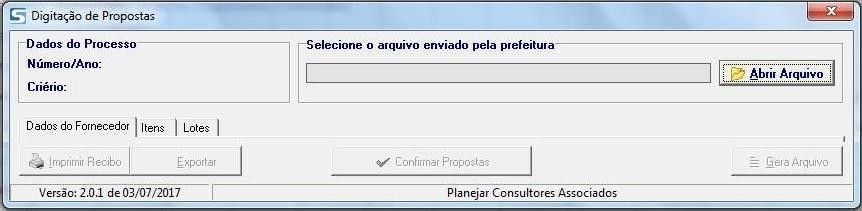 Digitação de Propostas
Dados do Processo
Número/Ano:
Criério:
Selecione o arquivo enviado pela prefeitura
Abrir Arquivo
Dados do Fornecedor Itens Lotes
Imprimir Recibo Exportar Confirmar Propostas Gera Arquivo
Versão: 2.0.1 de 03/07/2017 Planejar Consultores Associados